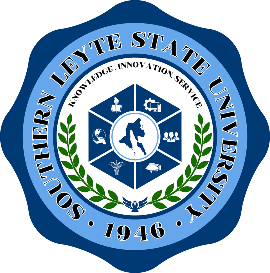 SOUTHERN LEYTE STATE UNIVERSITY
KNOWLEDGE . INNOVATION . SERVICE
· 1946 ·